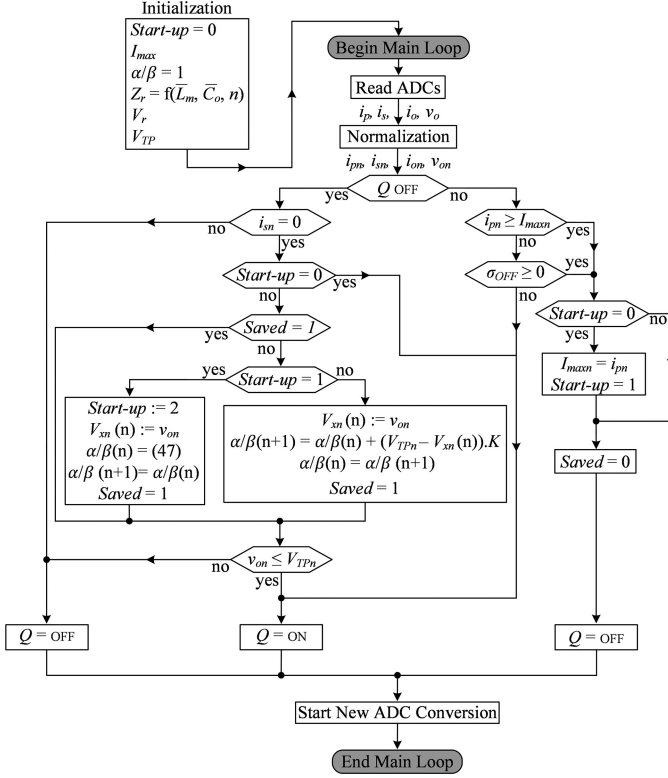 Initialization
Start-up = 0
Imax
α/β = 1
Zr = f(L̅m, C̅o, n)
Vr
VTP
Begin Main Loop
Read ADCs
ip, is, io, vo
Normalization
ipn, isn, ion, von
Q OFF
yes
no
isn = 0
no
yes
ipn ≥ Imaxn
yes
no
Start-up = 0
yes
no
σOFF ≥ 0
yes
no
Saved = 1
yes
no
Start-up = 0
no
yes
Start-up = 1
yes
no
Imaxn = ipn
Start-up = 1
Start-up := 2
Vxn (n) := von
α/β(n) = (47)
α/β (n+1)= α/β(n)
Saved = 1
Vxn (n) := von
α/β(n+1) = α/β(n) + (VTPn– Vxn(n)).K
α/β(n) = α/β (n+1)
Saved = 1
Saved = 0
von ≤ VTPn
no
yes
Q = OFF
Q = ON
Q = OFF
Start New ADC Conversion
End Main Loop